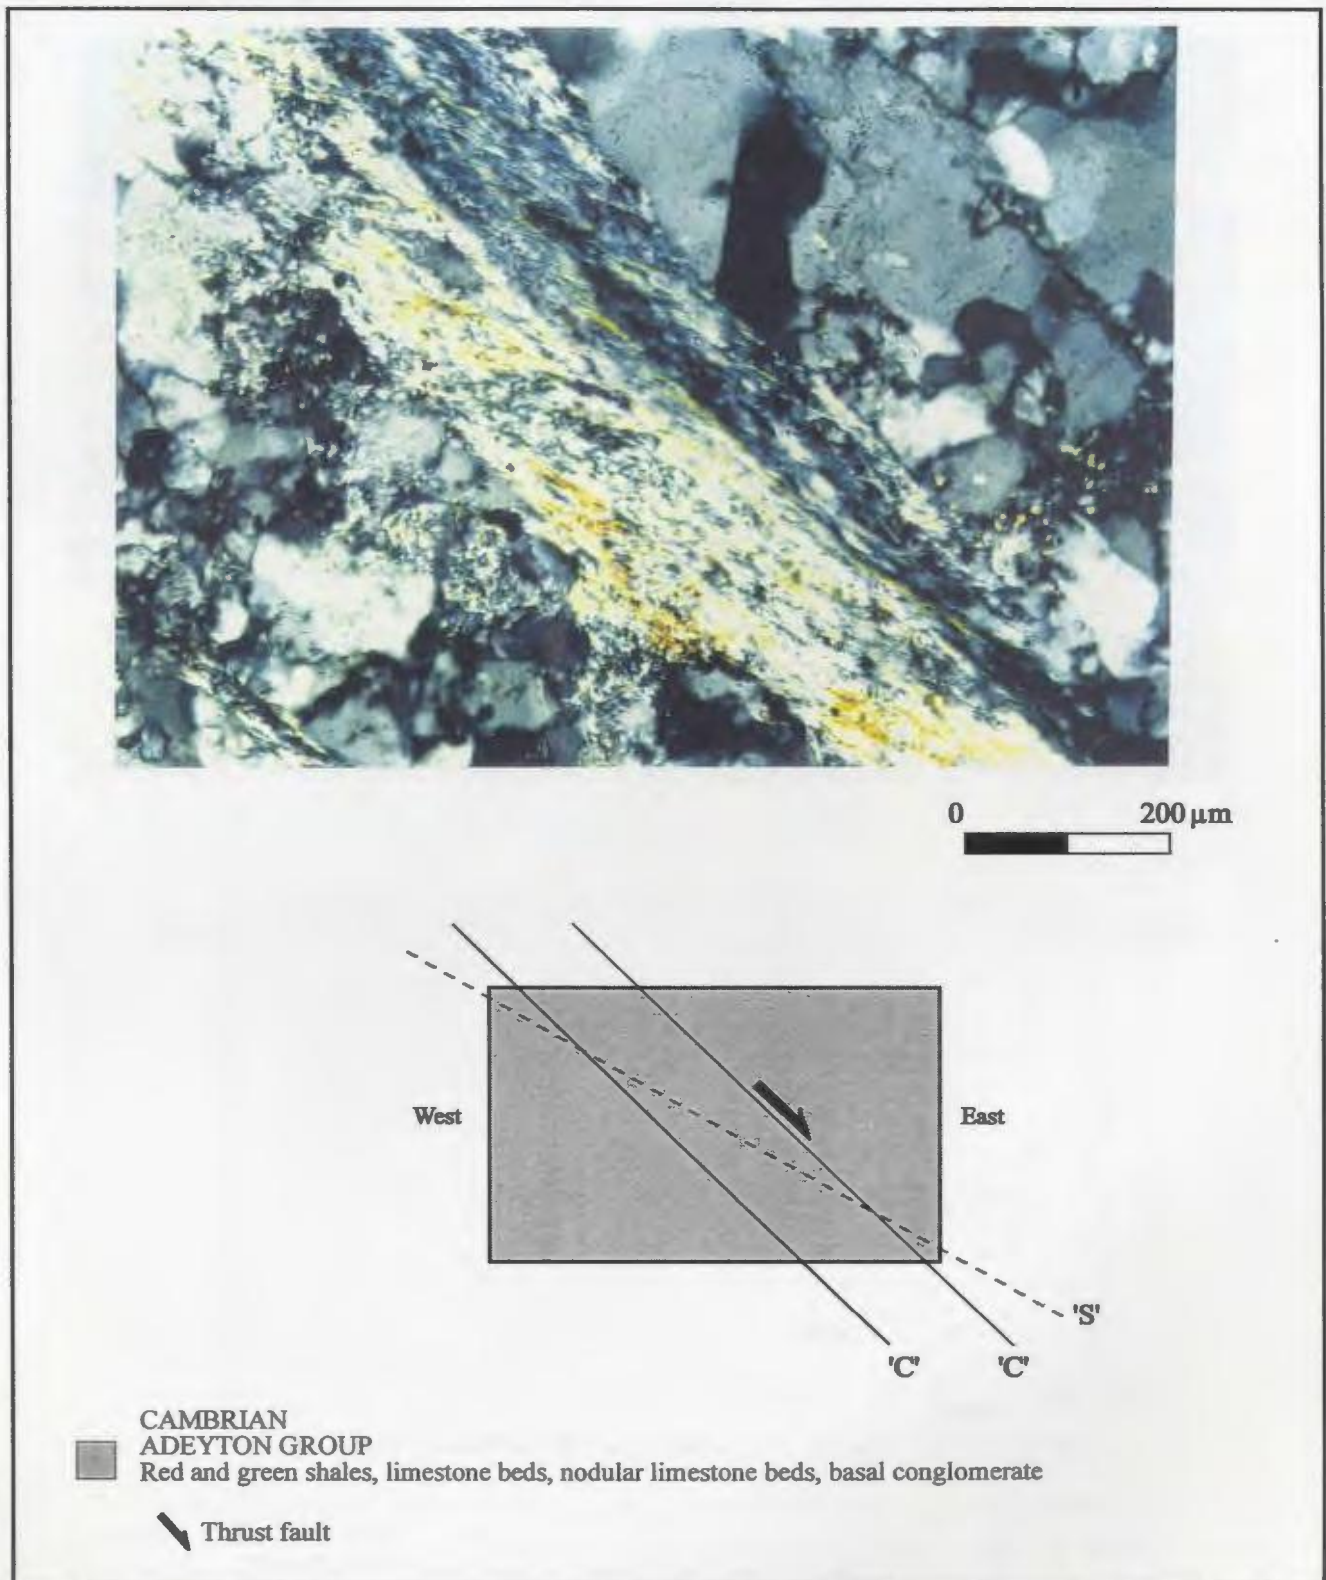 0 200 µm
West East
'S'
'C' 'C'
CAMBRIAN
ADEYTON GROUP
Red and green shales, limestone beds, nodular limestone beds, basal conglomerate
Thrust fault